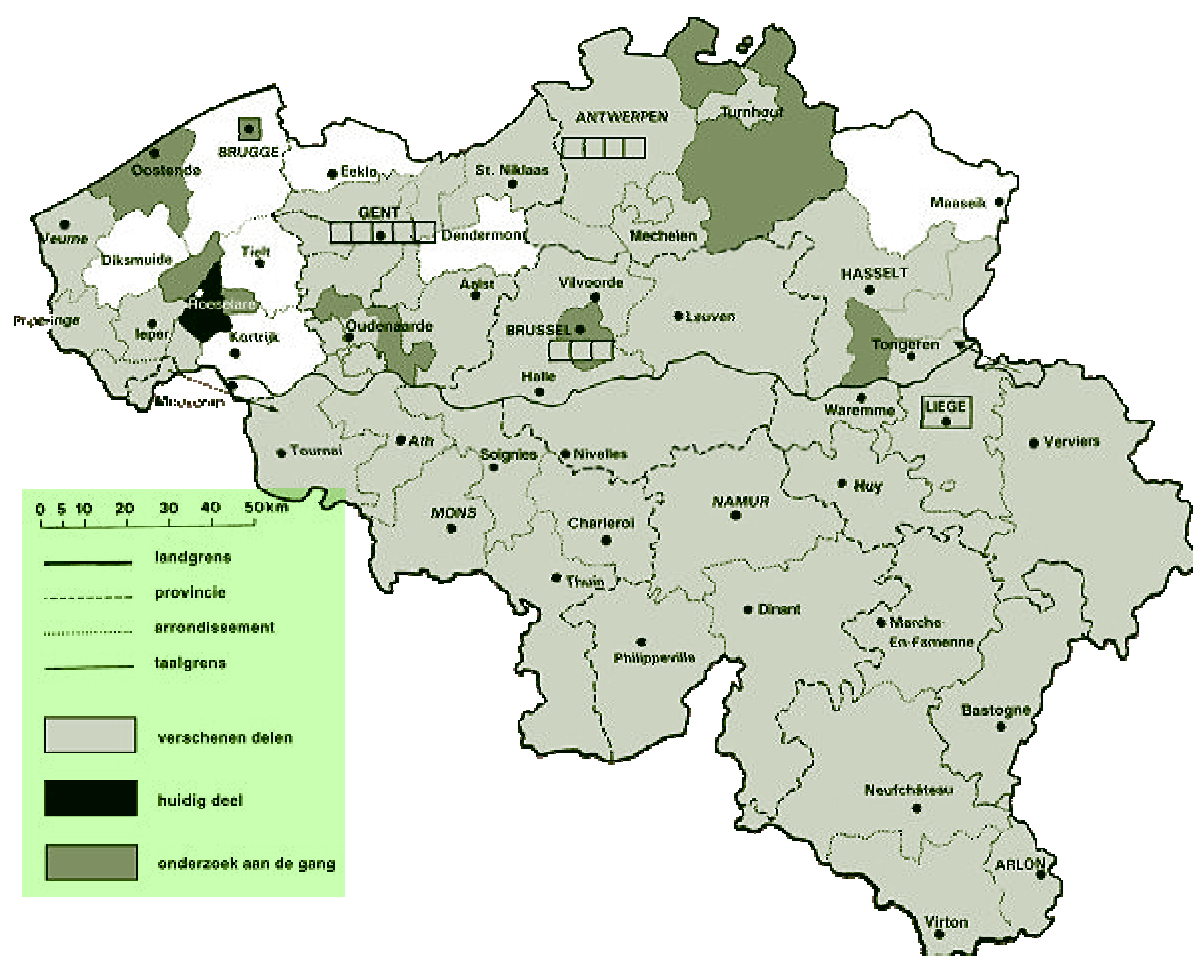 ANTWERPEN
Turnhout
BRUGGE
Oostende
Eeklo
St. Niklaas
Maaseik
GENT
Veurne
Dendermont
Mechelen
Diksmuide
Tielt
HASSELT
Aalst
Vilvoorde
Roeselare
Leuven
Ieper
Oudenaarde
BRUSSEL
Kortrijk
Tongeren
Halle
Waremme
LIEGE
Tournai
Ath
Soignies
Nivelles
Verviers
Huy
MONS
NAMUR
Charleroi
0 5 10 20 30 40 50km
landgrens
Thuin
provincie
Dinant
arrondissement
Marche-
En-Famenne
Philippeville
taalgrens
Bastogne
verschenen delen
Neufchâteau
huidig deel
onderzoek aan de gang
ARLON
Virton